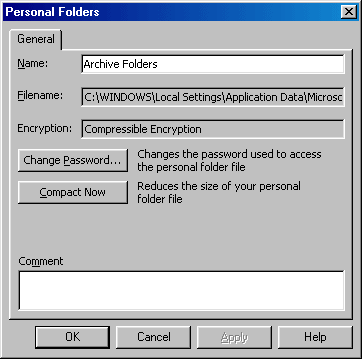 Personal Folders
General
Name: Archive Folders
Filename: C:\WINDOWS\Local Settings\Application Data\Microsc
Encryption: Compressible Encryption
Change Password... Changes the password used to access
the personal folder file
Compact Now Reduces the size of your personal
folder file
Comment
OK Cancel Apply Help